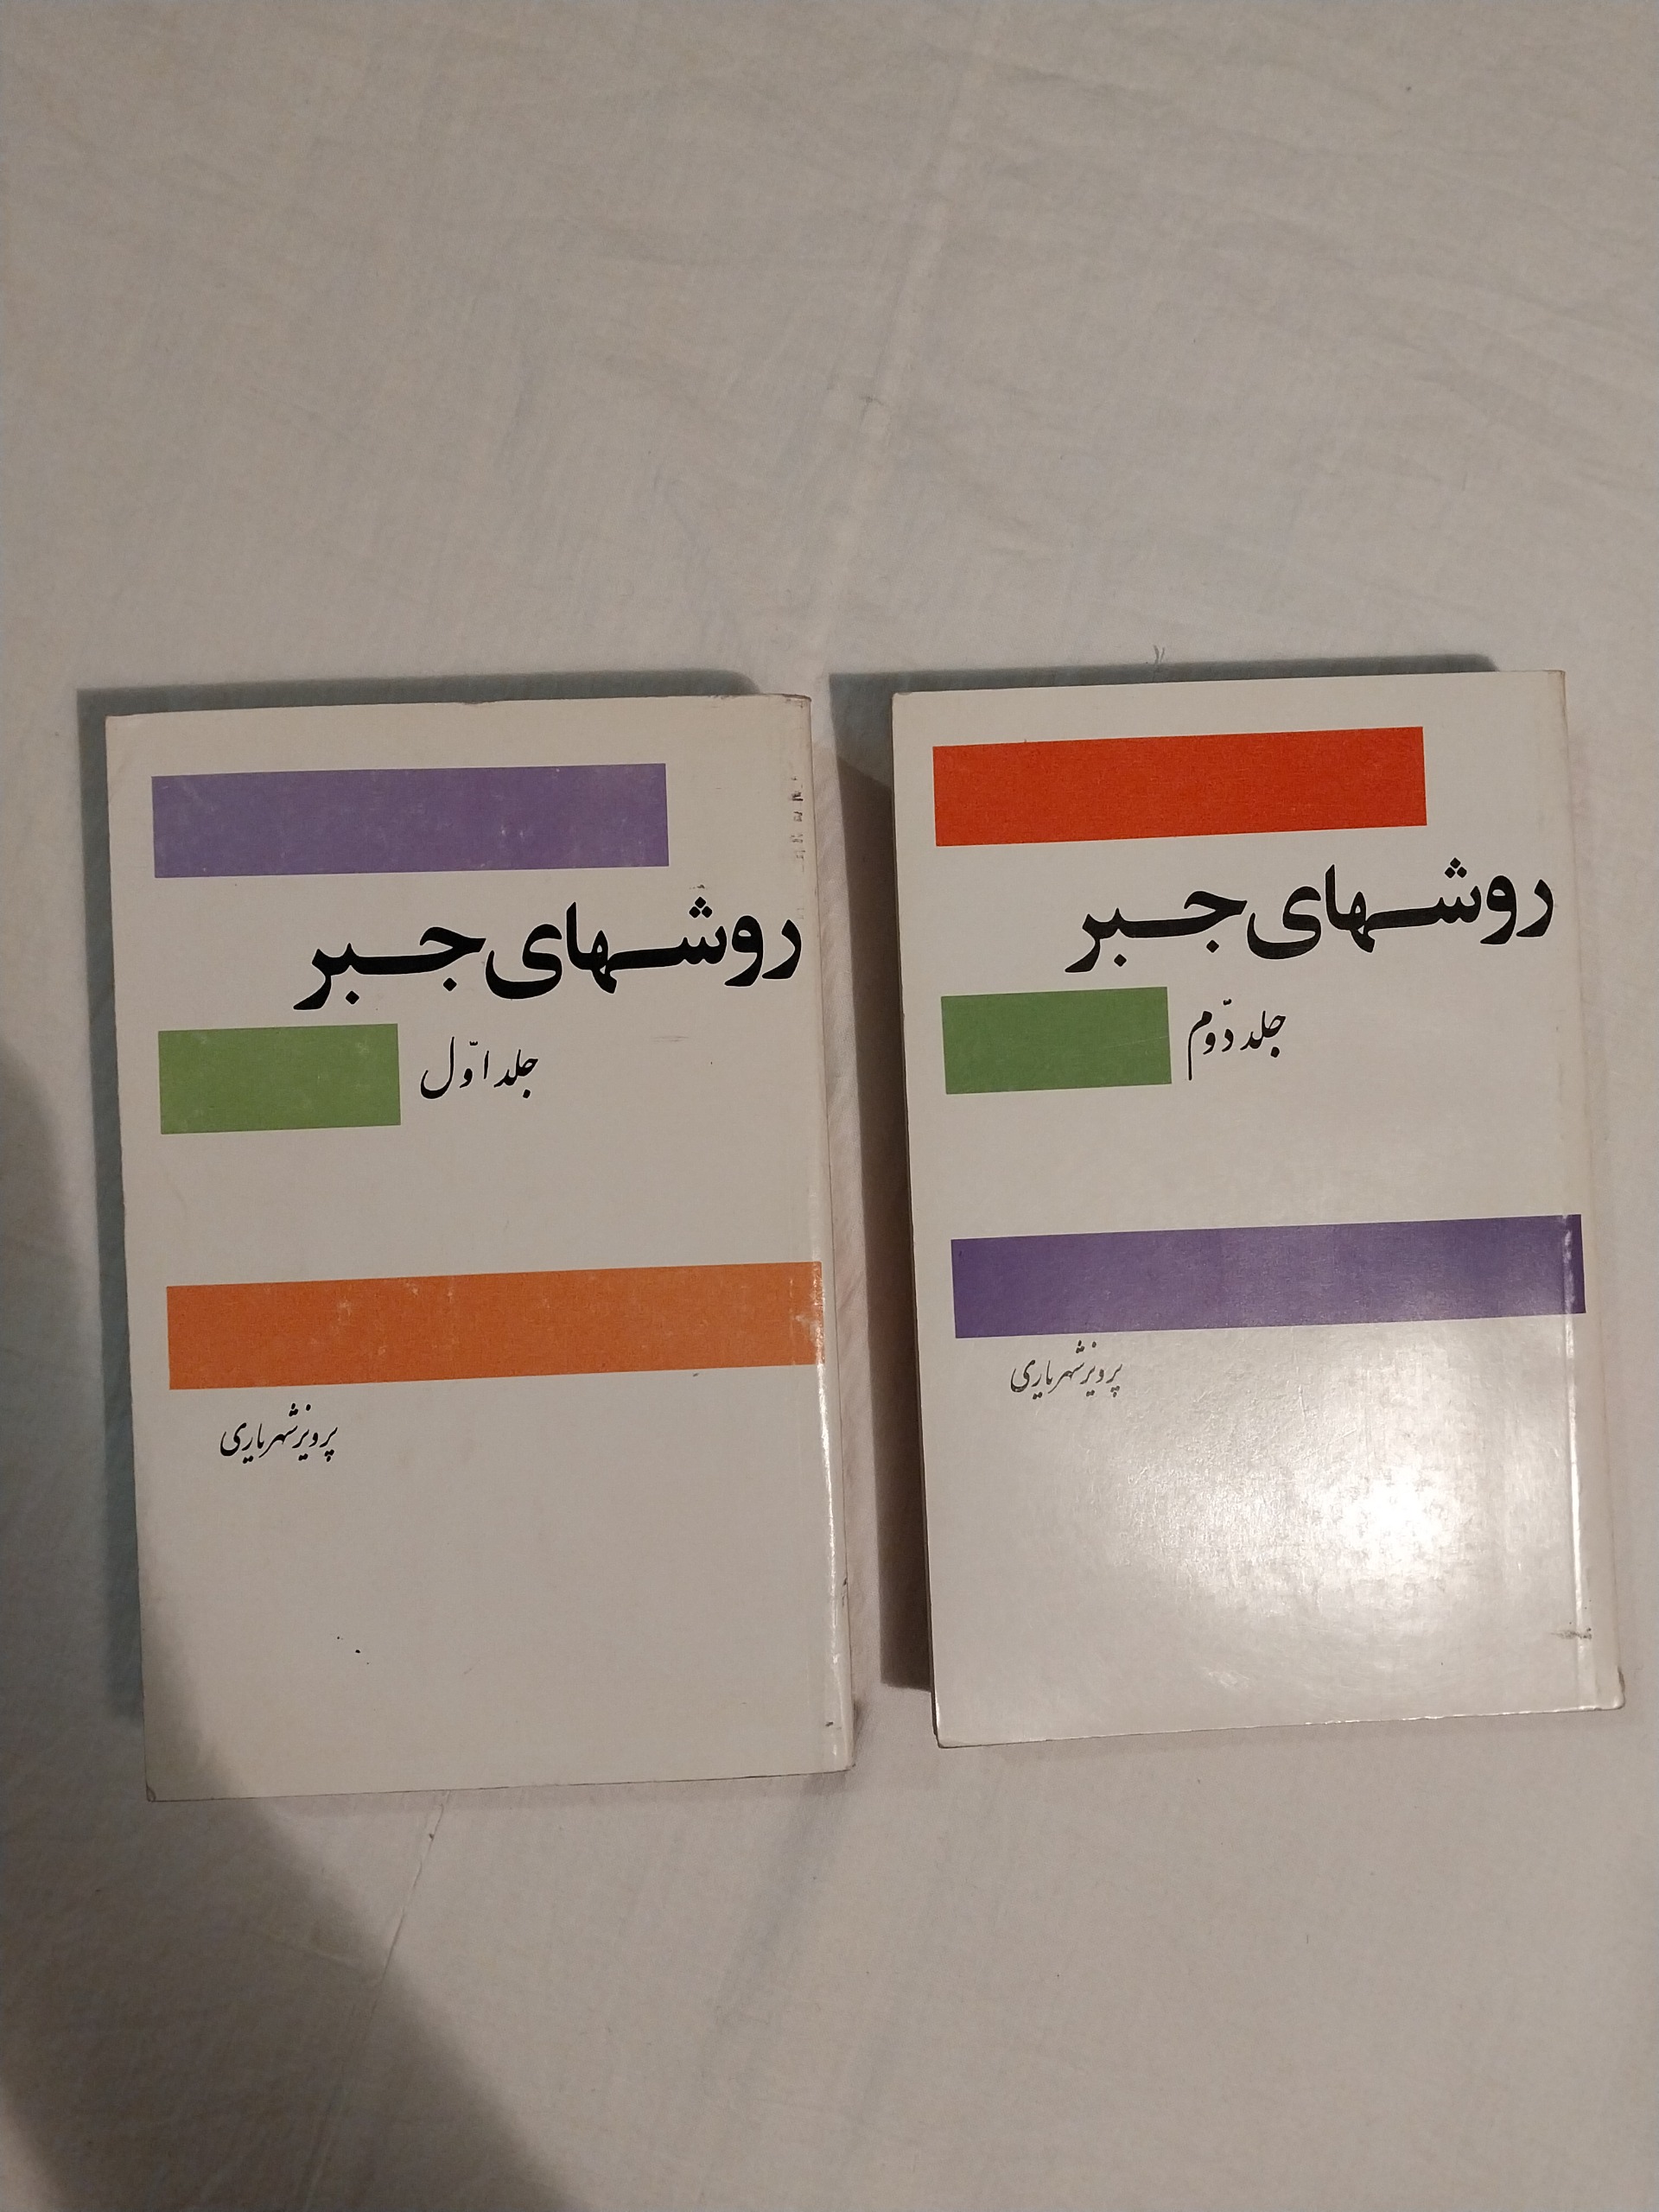 روشهای جبر
جلد اوّل
پرویز شهریاری
روشهای جبر
جلد دوّم
پرویز شهریاری